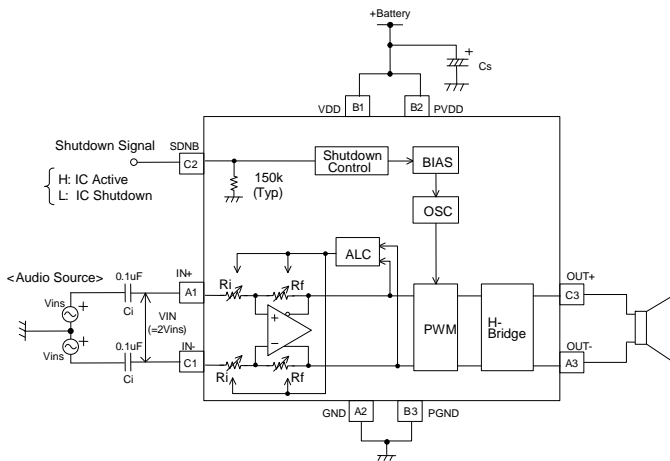 +Battery
+
Cs
VDD
B1
B2
PVDD
Shutdown Signal
SDNB
C2
H: IC Active
L: IC Shutdown
150k
(Typ)
Shutdown
Control
BIAS
OSC
ALC
<Audio Source>
0.1uF
IN+
A1
Vins
+
Ci
VIN
(=2Vins)
Ri
Rf
+
−
PWM
H-
Bridge
OUT+
C3
0.1uF
IN-
C1
Vins
+
Ci
Ri
Rf
OUT-
A3
GND
A2
B3
PGND